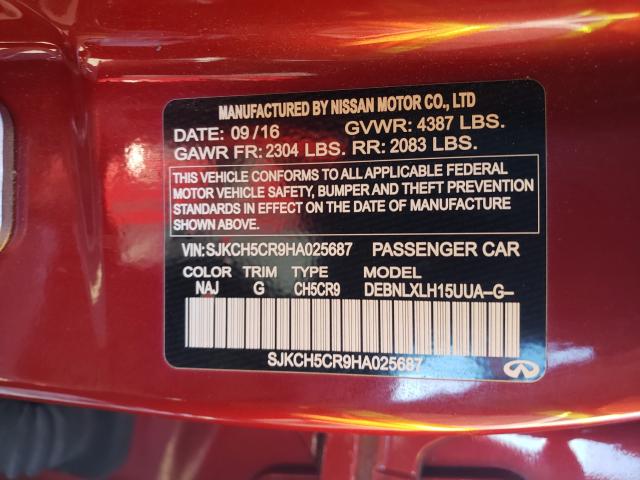 MANUFACTURED BY NISSAN MOTOR CO., LTD
DATE: 09/16 GVWR: 4387 LBS.
GAWR FR: 2304 LBS. RR: 2083 LBS.
THIS VEHICLE CONFORMS TO ALL APPLICABLE FEDERAL
MOTOR VEHICLE SAFETY, BUMPER AND THEFT PREVENTION
STANDARDS IN EFFECT ON THE DATE OF MANUFACTURE
SHOWN ABOVE.
VIN:SJKCH5CR9HA025687 PASSENGER CAR
COLOR TRIM TYPE MODEL
NAJ G CH5CR9 DEBNLXLH15UUA-G-
SJKCH5CR9HA025687